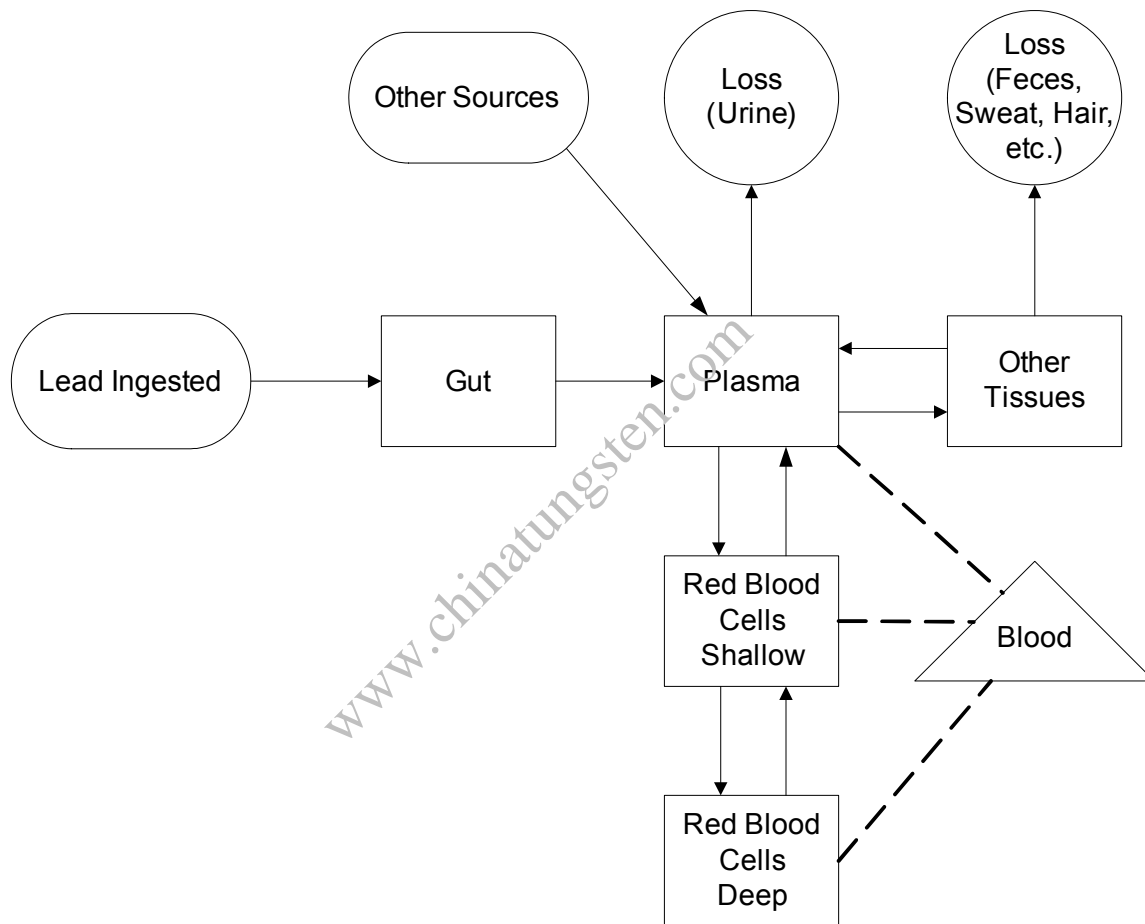 Other Sources
Loss
(Urine)
Loss
(Feces,
Sweat, Hair,
etc.)
Lead Ingested
Gut
Plasma
Other
Tissues
Red Blood
Cells
Shallow
Blood
Red Blood
Cells
Deep
www.chinatungsten.com